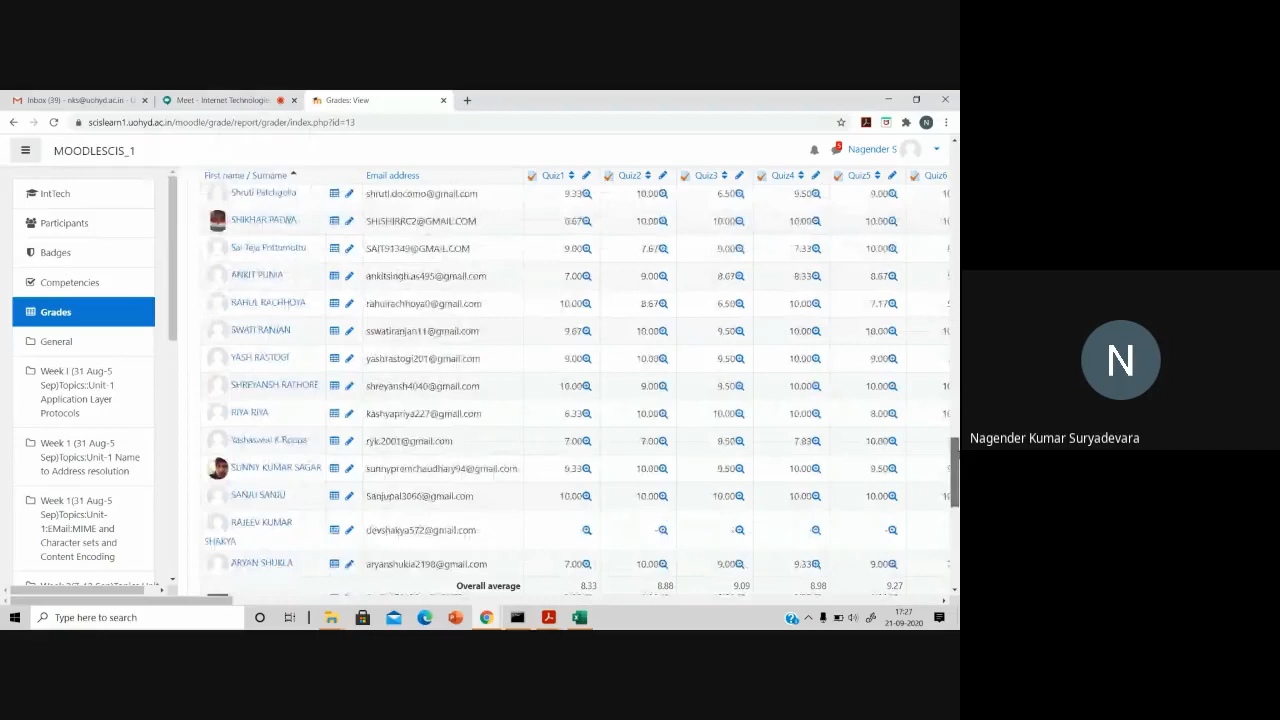 Inbox (39) - nks@uohyd.ac.in - U
Meet - Internet Technologie
Grades: View
scislearn1.uohyd.ac.in/moodle/grade/report/grader/index.php?id=13
MOODLESCIS_1
Nagender S
IntTech
Participants
Badges
Competencies
Grades
General
Week I (31 Aug-5
Sep)Topics:Unit-1
Application Layer
Protocols
Week 1 (31 Aug-5
Sep)Topics:Unit-1 Name
to Address resolution
Week 1(31 Aug-5
Sep)Topics:Unit-
1:EMail:MIME and
Character sets and
Content Encoding
First name / Surname Email address Quiz1 Quiz2 Quiz3 Quiz4 Quiz5 Quiz6
Shruti shruti.docomo@gmail.com 9.33 10.00 6.50 9.50 9.00
SHIKHAR PATWA SHISHIRRC2@GMAIL.COM 10.00 10.00 10.00 10.00
Sai Teja SAIT91349@GMAIL.COM 9.00 7.67 9.00 7.33 10.00
ANKIT PUNIA ankitsingh.as495@gmail.com 7.00 9.00 8.67 8.33 8.67
RAHUL RACHHOYA rahulrachhoya0@gmail.com 10.00 8.67 6.50 10.00 7.17
SWATI RANJAN sswatiranjan11@gmail.com 9.67 10.00 9.50 10.00 10.00
YASH RASTOGI yashrastogi201@gmail.com 9.00 10.00 9.50 10.00 9.00
SHREYANSH RATHORE shreyansh4040@gmail.com 10.00 9.00 9.50 10.00 10.00
RIYA RIYA kashyapriya227@gmail.com 10.00 10.00 10.00 8.00
Yashaswini K Roopa ryk.2001@gmail.com 7.00 7.00 9.50 7.83 10.00
SUNNY KUMAR SAGAR sunnypremchaudhary94@gmail.com 9.33 10.00 9.50 10.00 9.50
SANJU SANJU Sanjupal3066@gmail.com 10.00 10.00 10.00 10.00 10.00
RAJEEV KUMAR
SHAKYA devshakya572@gmail.com - - -
ARYAN SHUKLA aryanshukla2198@gmail.com 7.00 10.00 9.00 9.33 9.00
Overall average 8.33 8.88 9.09 8.98 9.27
Type here to search
17:27
21-09-2020
N
Nagender Kumar Suryadevara